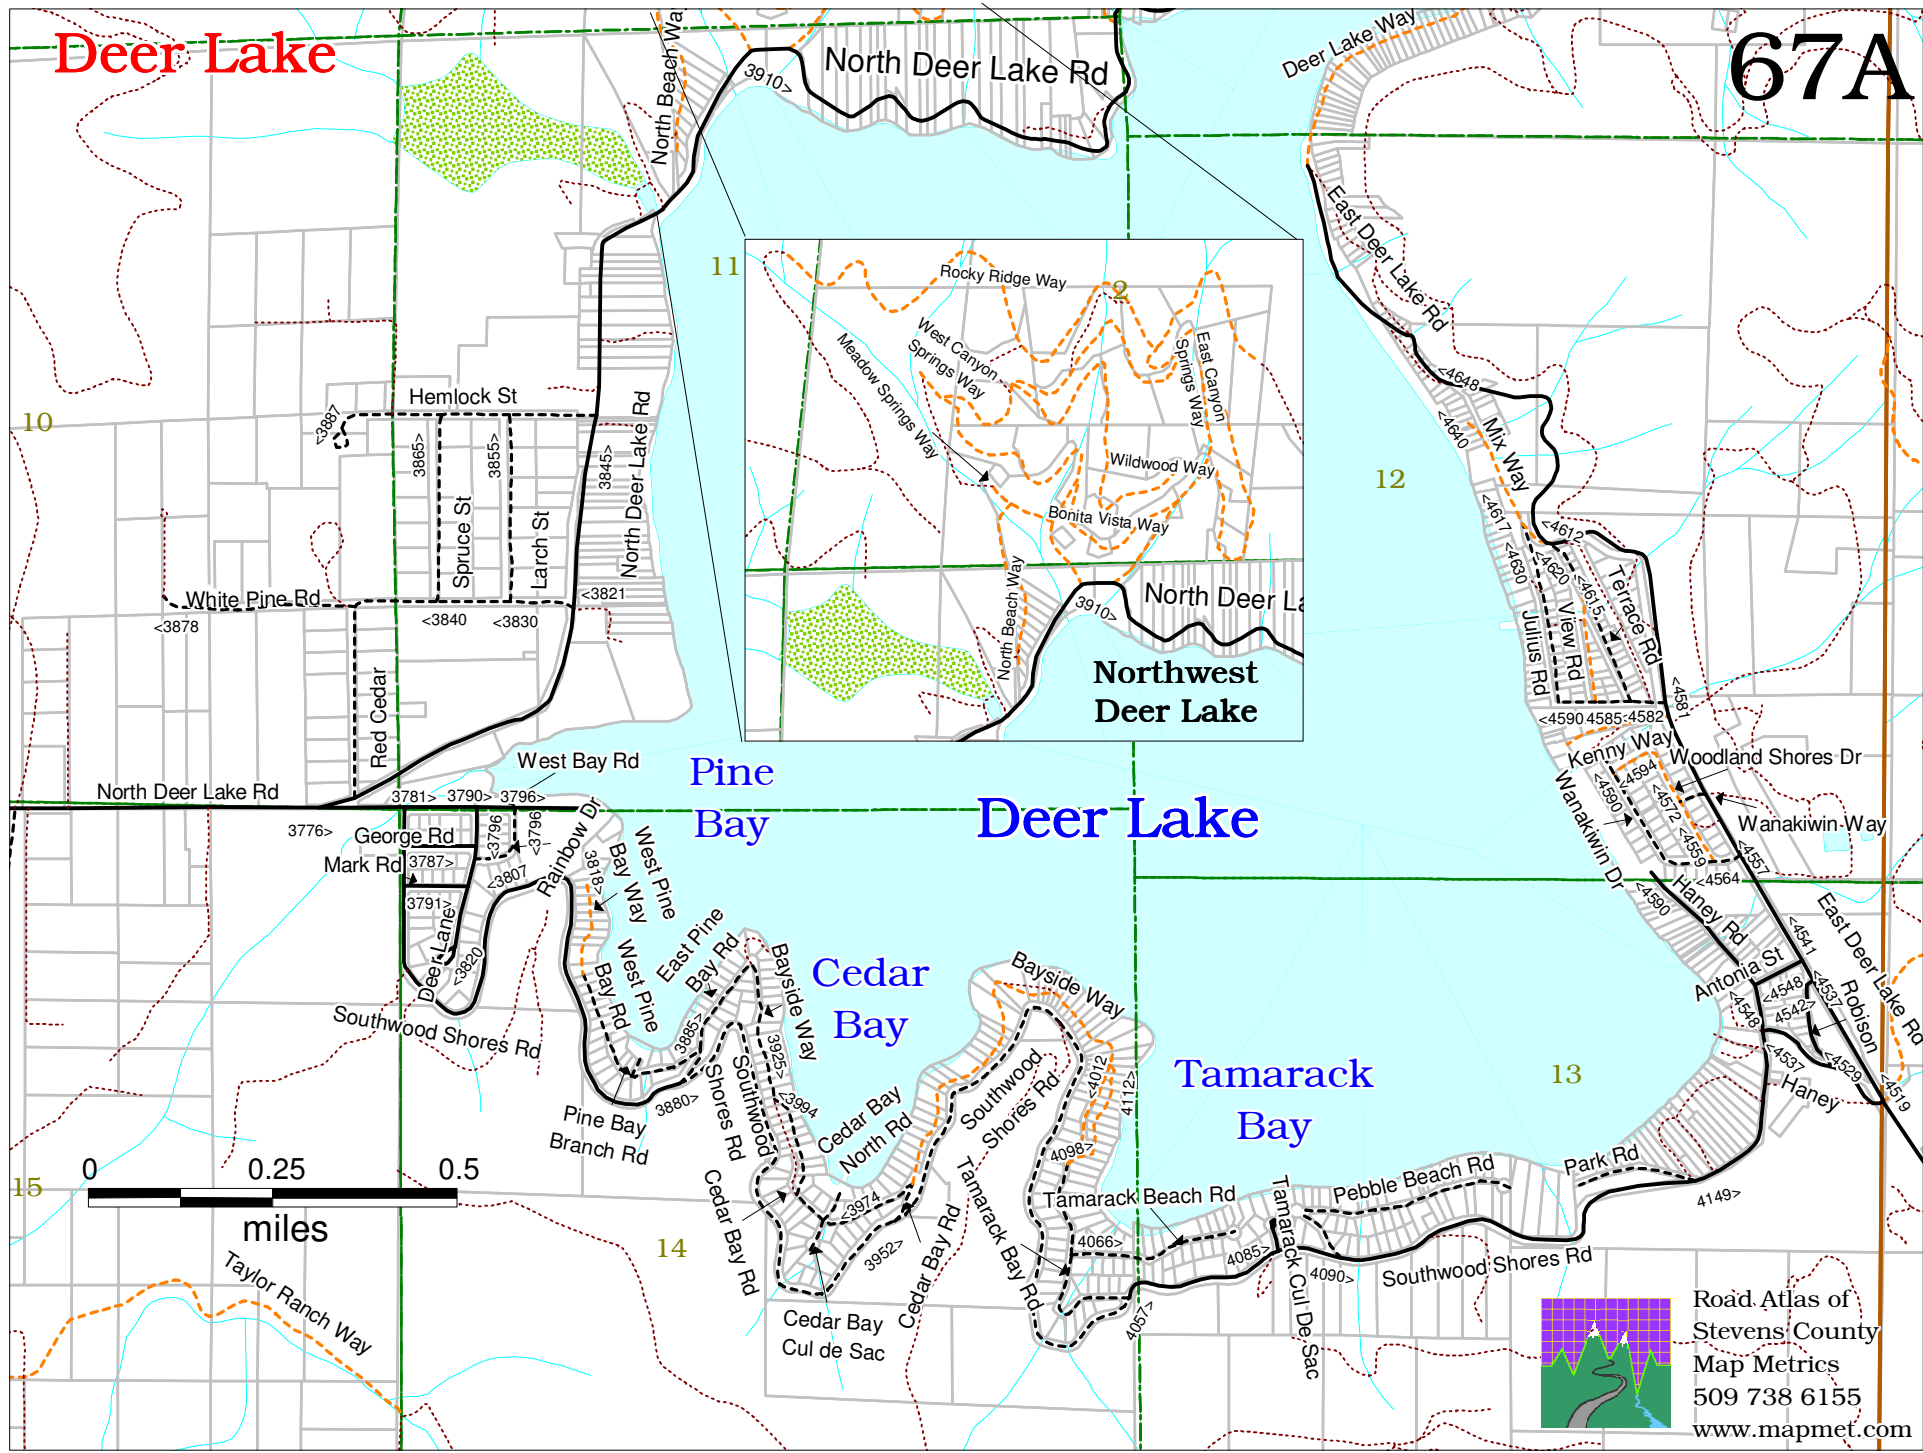 Deer Lake
67A
North Beach Way
3910>
North Deer Lake Rd
Deer Lake Way
East Deer Lake Rd
11
10
12
Rocky Ridge Way
2
West Canyon
Springs Way
Meadow Springs Way
East Canyon
Springs Way
Wildwood Way
Bonita Vista Way
North Beach Way
3910>
North Deer La
Northwest
Deer Lake
Hemlock St
<3887
3865>
3855>
3845>
North Deer Lake Rd
Spruce St
Larch St
White Pine Rd
<3878
<3840
<3830
<3821
Red Cedar
<4648
<4640
Mix Way
<4617
<4630
<4612
<4620
<4615
Terrace Rd
View Rd
Julius Rd
<4581
<4590
4585
<4582
Kenny Way
Woodland Shores Dr
<4594
<4590
<4572
<4559
Wanakiwin Way
Wanakiwin Dr
<4557
<4564
<4590
Haney Rd
<4541
East Deer Lake Rd
Antonia St
<4548
<4548
4542>
<4537
Robison
<4537
<4529
<4519
Haney
North Deer Lake Rd
West Bay Rd
3781>
3790>
3796>
3776>
George Rd
Mark Rd
3787>
3791>
<3796
<3796
<3807
Rainbow Dr
3818>
Deer Lane
<3820
West Pine
Bay Way
West Pine
Bay Rd
East Pine
Bay Rd
Southwood Shores Rd
3885>
3880>
Pine Bay
Branch Rd
Pine
Bay
Deer Lake
Cedar
Bay
Tamarack
Bay
Bayside Way
3925>
<3994
Southwood
Shores Rd
Cedar Bay
North Rd
Cedar Bay Rd
<3974
3952>
Cedar Bay Rd
Cedar Bay
Cul de Sac
Bayside Way
Southwood
Shores Rd
<4012
4112>
4098>
Tamarack Bay Rd
Tamarack Beach Rd
4066>
4057>
4085>
Tamarack Cul De Sac
4090>
Pebble Beach Rd
Park Rd
4149>
Southwood Shores Rd
13
14
15
0 0.25 0.5
miles
Taylor Ranch Way
Road Atlas of
Stevens County
Map Metrics
509 738 6155
www.mapmet.com